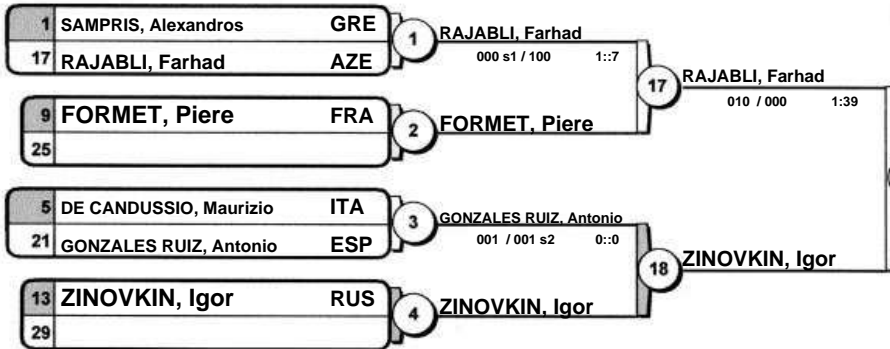 1 SAMPRIS, Alexandros GRE
17 RAJABLI, Farhad AZE
1
RAJABLI, Farhad
000 s1 / 100 1::7
9 FORMET, Piere FRA
25
2
FORMET, Piere
17
RAJABLI, Farhad
010 / 000 1:39
5 DE CANDUSSIO, Maurizio ITA
21 GONZALES RUIZ, Antonio ESP
3
GONZALES RUIZ, Antonio
001 / 001 s2 0::0
13 ZINOVKIN, Igor RUS
29
4
ZINOVKIN, Igor
18
ZINOVKIN, Igor